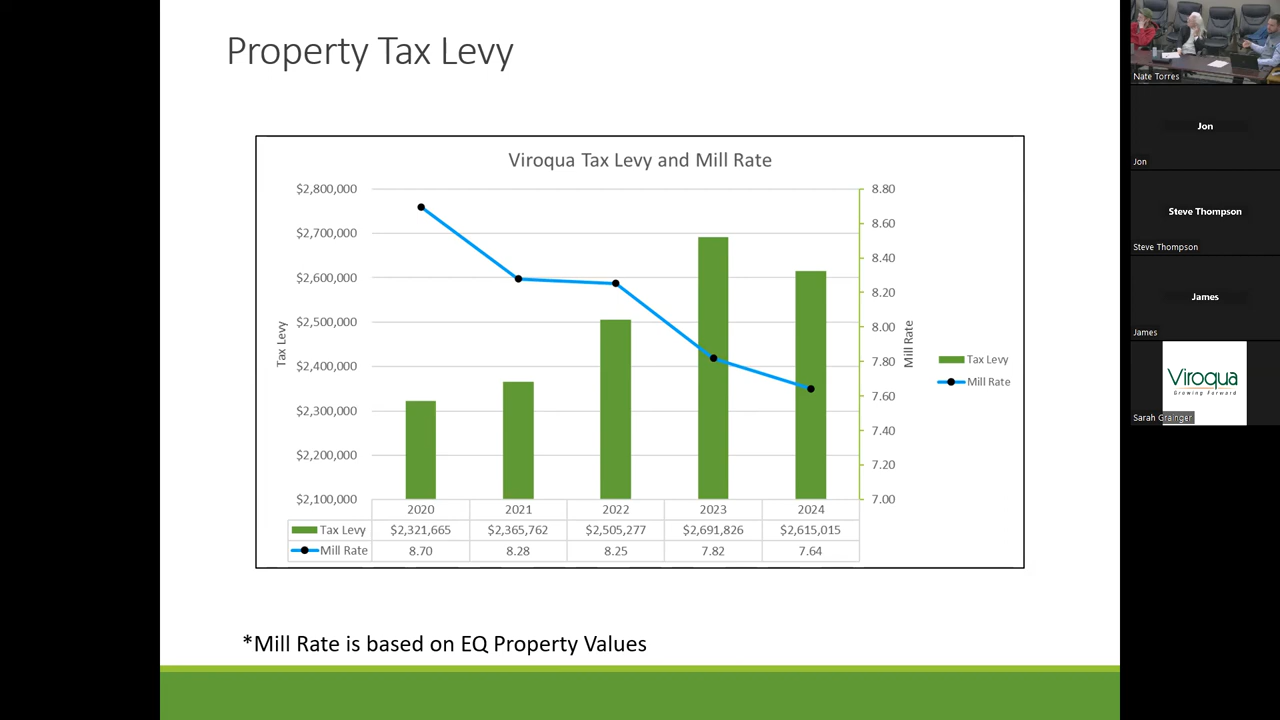 Property Tax Levy
Viroqua Tax Levy and Mill Rate
$2,800,000
$2,700,000
$2,600,000
$2,500,000
$2,400,000
$2,300,000
$2,200,000
$2,100,000
Tax Levy
8.80
8.60
8.40
8.20
8.00
7.80
7.60
7.40
7.20
7.00
Mill Rate
Tax Levy
Mill Rate
2020 2021 2022 2023 2024
Tax Levy $2,321,665 $2,365,762 $2,505,277 $2,691,826 $2,615,015
Mill Rate 8.70 8.28 8.25 7.82 7.64
*Mill Rate is based on EQ Property Values
Nate Torres
Jon
Jon
Steve Thompson
Steve Thompson
James
James
Viroqua
Growing Forward
Sarah Grainger